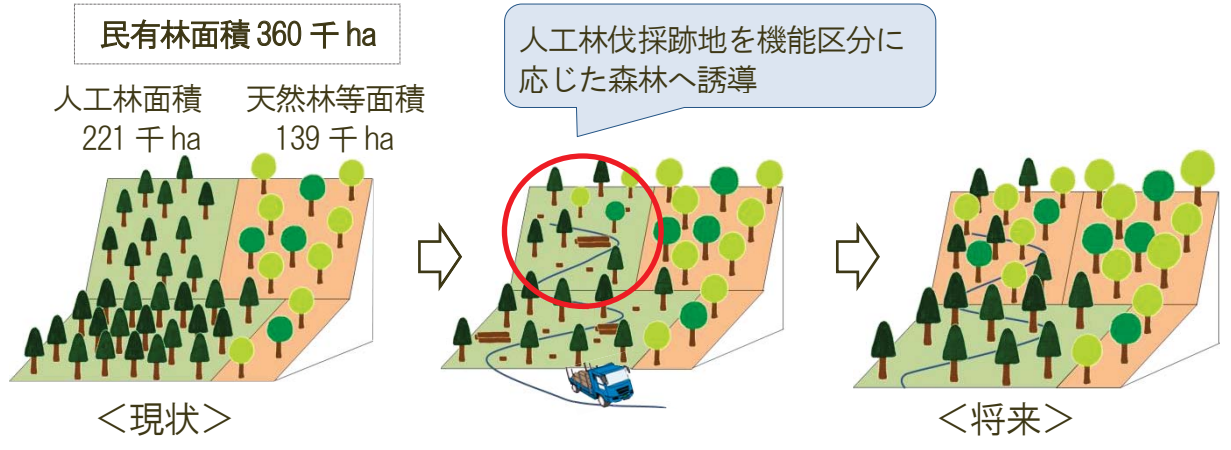 民有林面積 360 千 ha
人工林面積
221 千 ha
天然林等面積
139 千 ha
人工林伐採跡地を機能区分に
応じた森林へ誘導
＜現状＞
＜将来＞